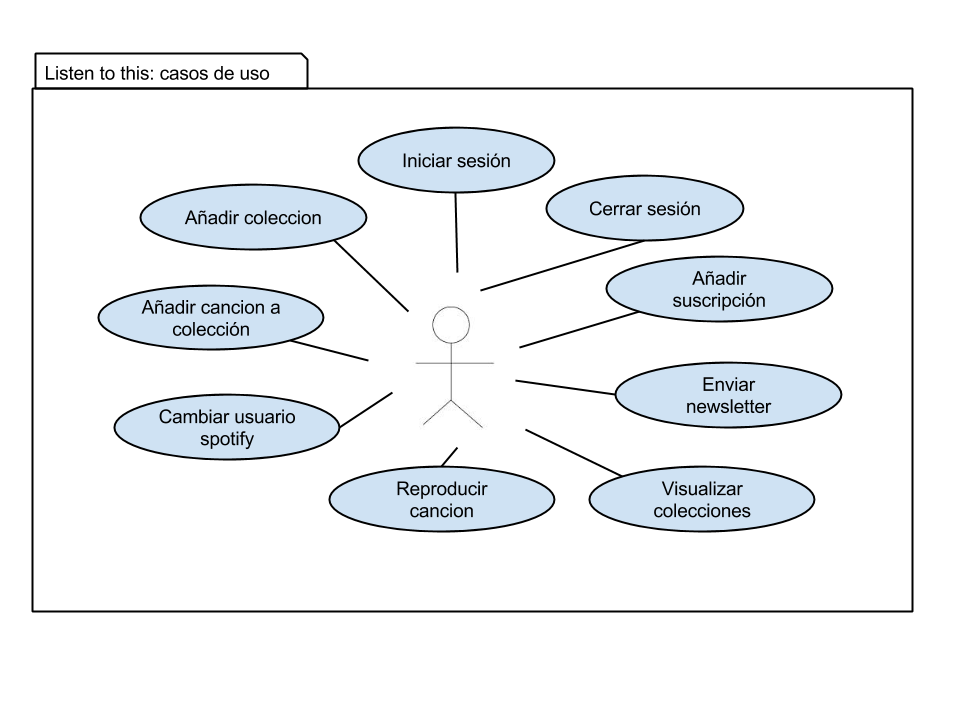 Listen to this: casos de uso
Iniciar sesión
Cerrar sesión
Añadir coleccion
Añadir
suscripción
Añadir cancion a
colección
Enviar
newsletter
Cambiar usuario
spotify
Reproducir
cancion
Visualizar
colecciones